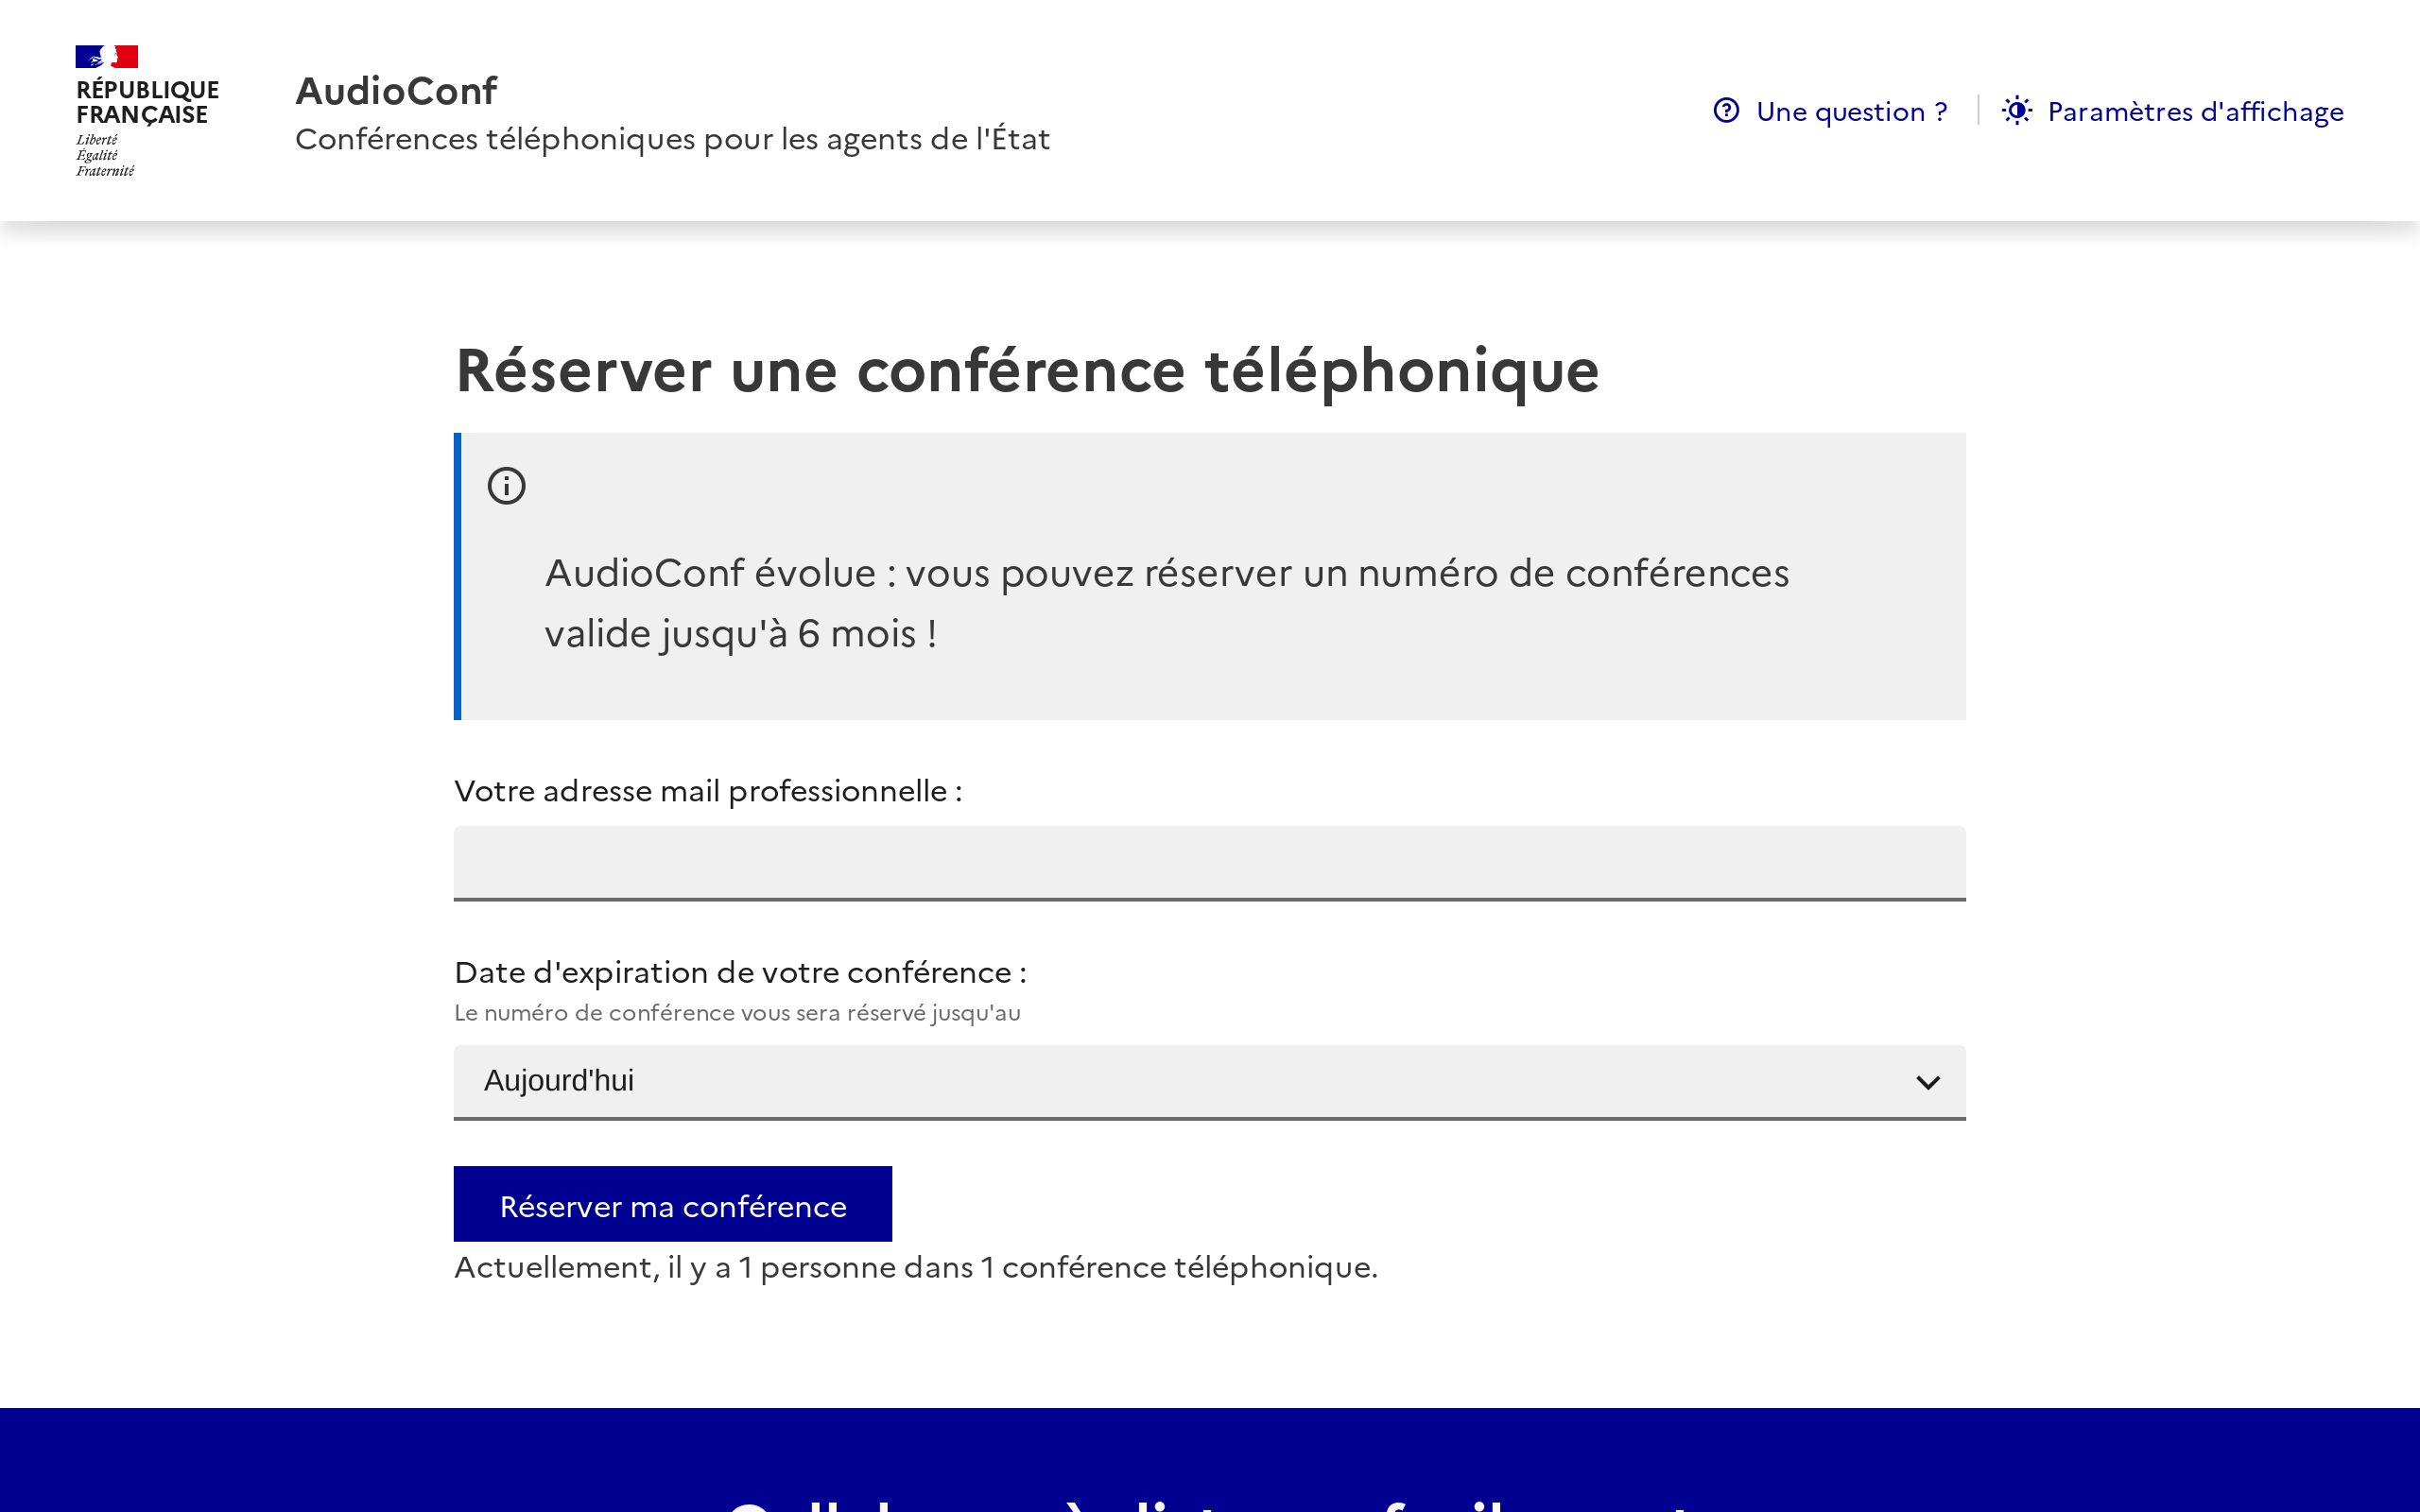 RÉPUBLIQUE
FRANÇAISE
Liberté
Égalité
Fraternité
AudioConf
Conférences téléphoniques pour les agents de l'État
Une question ?
Paramètres d'affichage
Réserver une conférence téléphonique
AudioConf évolue : vous pouvez réserver un numéro de conférences
valide jusqu'à 6 mois !
Votre adresse mail professionnelle :
Date d'expiration de votre conférence :
Le numéro de conférence vous sera réservé jusqu'au
Aujourd'hui
Réserver ma conférence
Actuellement, il y a 1 personne dans 1 conférence téléphonique.